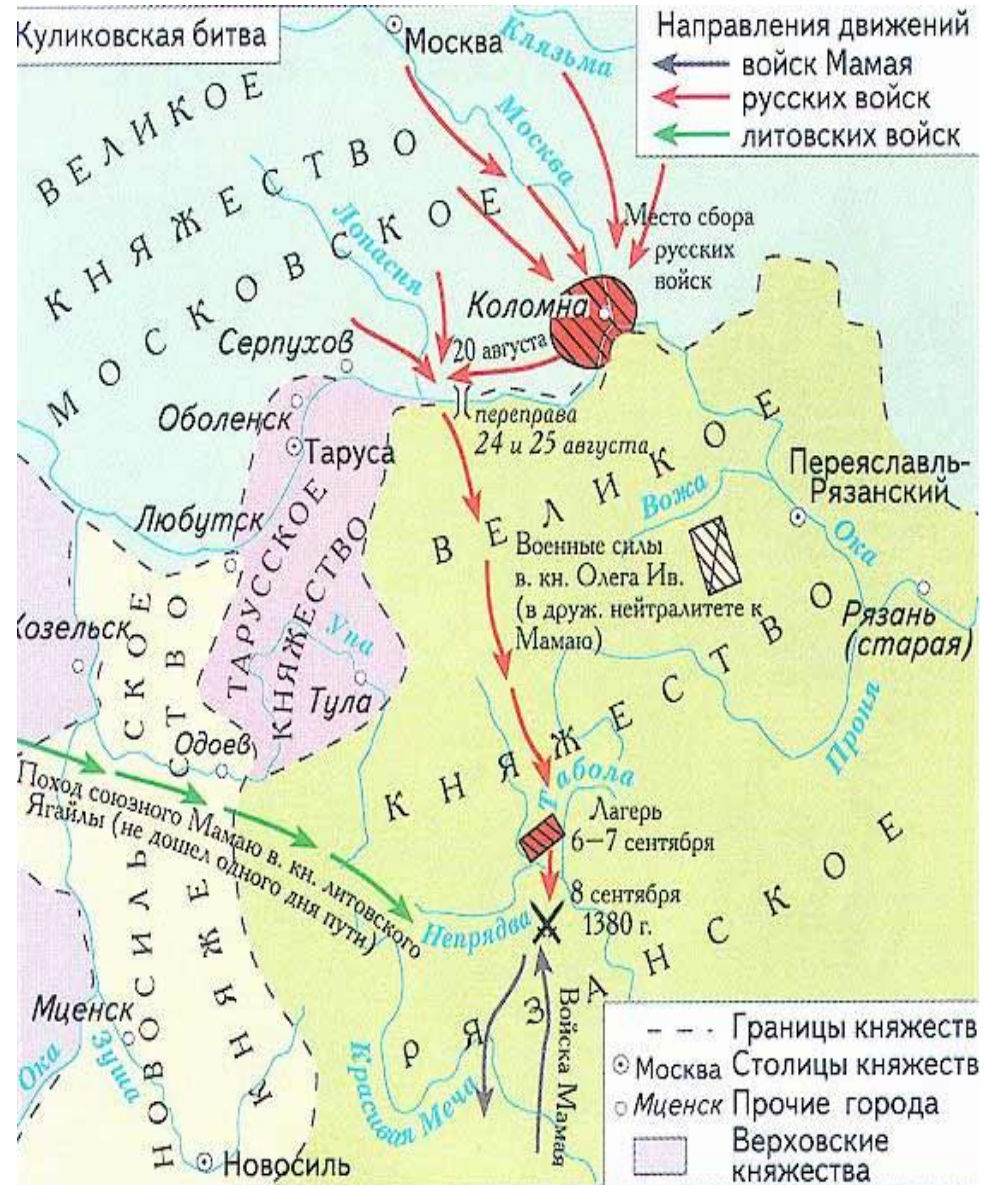 Куликовская битва
Москва
Клязьма
Направления движений
войск Мамая
русских войск
литовских войск
ВЕЛИКОЕ
КНЯЖЕСТВО
МОСКОВСКОЕ
Москва
Лопасня
Место сбора
русских
войск
Коломна
20 августа
Серпухов
Оболенск
Таруса
переправа
24 и 25 августа
Любутск
ТАРУССКОЕ
КНЯЖЕСТВО
ВЕЛИКОЕ
Вожа
Переяславль-
Рязанский
Ока
Военные силы
в. кн. Олега Ив.
(в друж. нейтралитете к
Мамаю)
Рязань
(старая)
Козельск
Упа
Тула
Проня
Одоев
КНЯЖЕСТВО
Табола
Лагерь
6–7 сентября
Поход союзного Мамаю в. кн. литовского
Ягайлы (не дошел одного дня пути)
8 сентября
1380 г.
Непрядва
РЯЗАНСКОЕ
Войска Мамая
Красивая Меча
Мценск
Зуша
Ока
НОВОСИЛЬСКОЕ
КНЯЖЕСТВО
Новосиль
Границы княжеств
Москва Столицы княжеств
Мценск Прочие города
Верховские
княжества